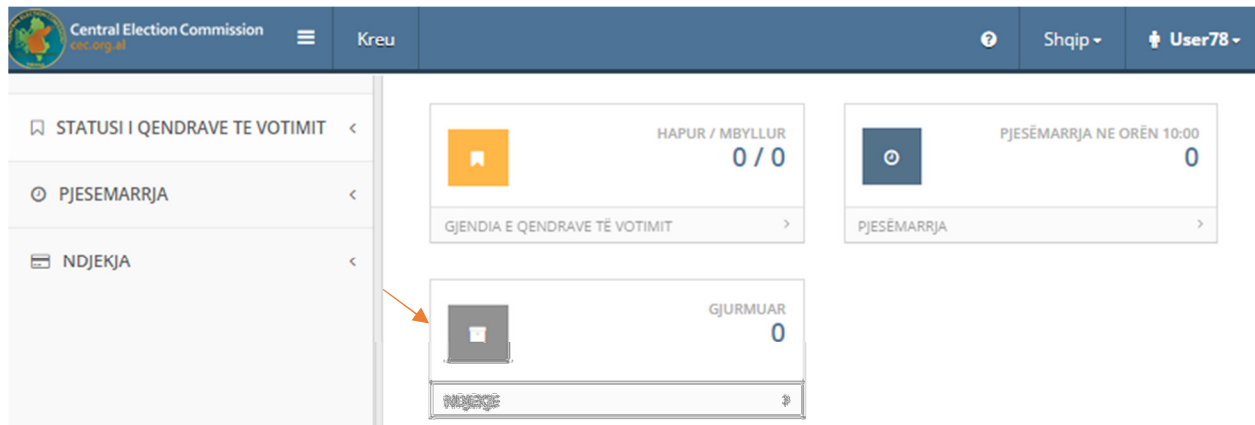 Central Election Commission
cec.org.al
Kreu
Shqip
User78
STATUSI I QENDRAVE TE VOTIMIT
PJESEMARRJA
NDJEKJA
HAPUR / MBYLLUR
0 / 0
GJENDIA E QENDRAVE TË VOTIMIT
PJESËMARRJA NE ORËN 10:00
0
PJESËMARRJA
GJURMUAR
0